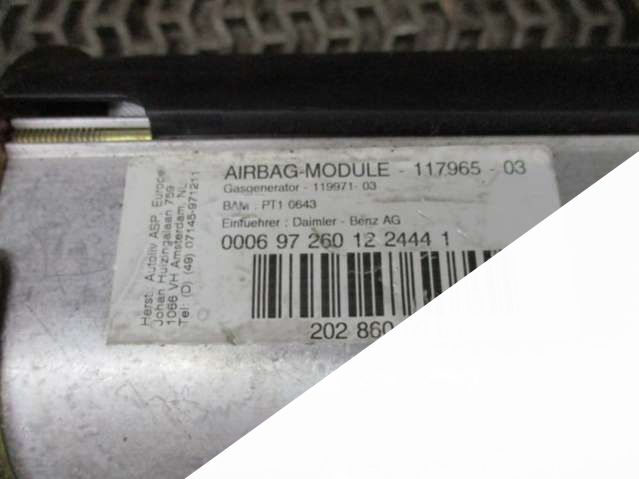 AIRBAG-MODULE - 117965 - 03
Gasgenerator - 119971- 03
BAM : PT1 0643
Einfuehrer : Daimler - Benz AG
0006 97 260 12 2444 1
202 860
Herst: Autoliv ASP. Europe
Johan Huizingalaan 759
1066 VH Amsterdam, NL
Tel: (D) (49) 07145-971211